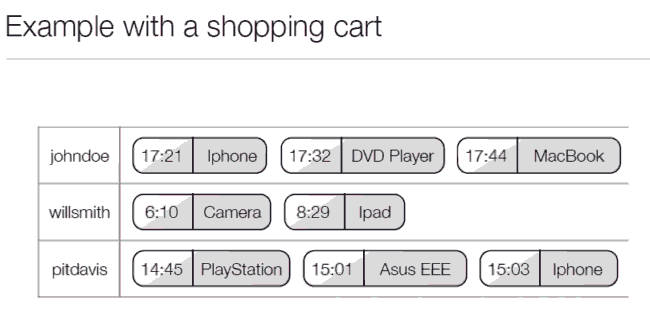 Example with a shopping cart
johndoe 17:21 Iphone 17:32 DVD Player 17:44 MacBook
willsmith 6:10 Camera 8:29 Ipad
pitdavis 14:45 PlayStation 15:01 Asus EEE 15:03 Iphone